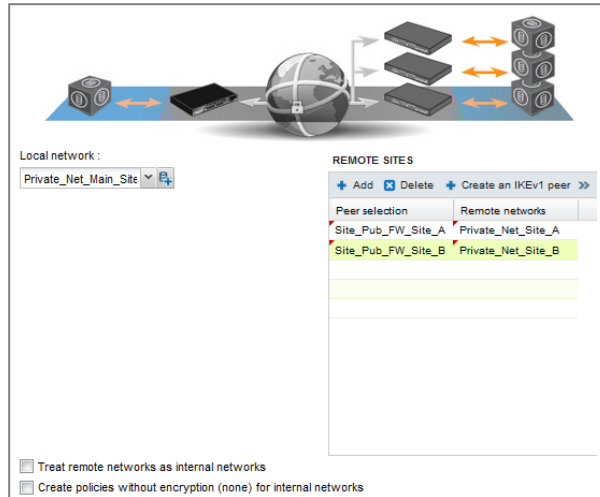 Local network :
Private_Net_Main_Site
REMOTE SITES
Add Delete Create an IKEv1 peer »
Peer selection Remote networks
Site_Pub_FW_Site_A Private_Net_Site_A
Site_Pub_FW_Site_B Private_Net_Site_B
Treat remote networks as internal networks
Create policies without encryption (none) for internal networks